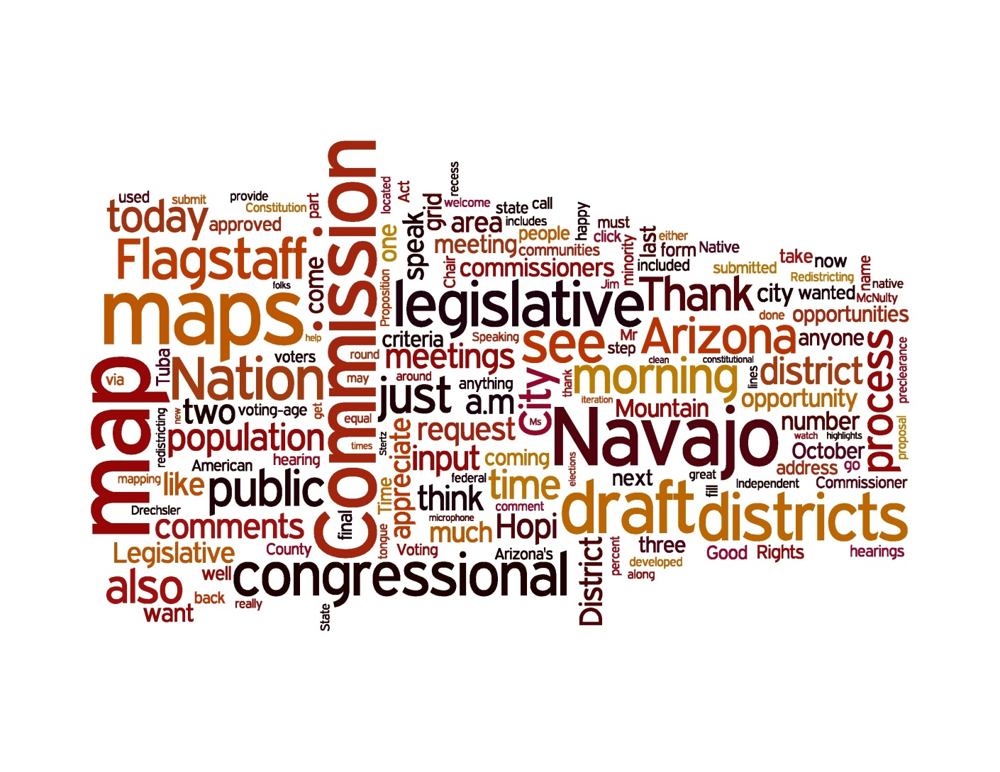 used
submit
provide
Constitution
part
today
approved
Flagstaff
come
folks
maps
help
Commission
located
Act
recess
grid
welcome
state
call
happy
speak
one
area
includes
must
people
click
meeting
communities
minority
last
either
form
Native
Chair
commissioners
included
take
now
submitted
Redistricting
name
native
Proposition
Jim
legislative
Thank
city
wanted
McNulty
done
opportunities
criteria
Speaking
see
Mr
step
Arizona
anyone
process
preclearance
map
via
Tuba
voters
Nation
round
meetings
may
around
just
anything
a.m
City
Ms
thank
clean
constitutional
morning
lines
district
iteration
opportunity
redistricting
new
two
voting-age
get
equal
Mountain
number
watch
highlights
proposal
population
times
Stertz
appreciate
request
Navajo
October
hearing
input
coming
elections
address
go
American
mapping
like
public
federal
time
next
great
Independent
Commissioner
fill
think
comment
draft
districts
Drechsler
final
Time
microphone
comments
much
Hopi
Legislative
County
tongue
Voting
Arizona's
District
percent
three
Good
Rights
hearings
developed
along
well
congressional
also
back
really
want
State